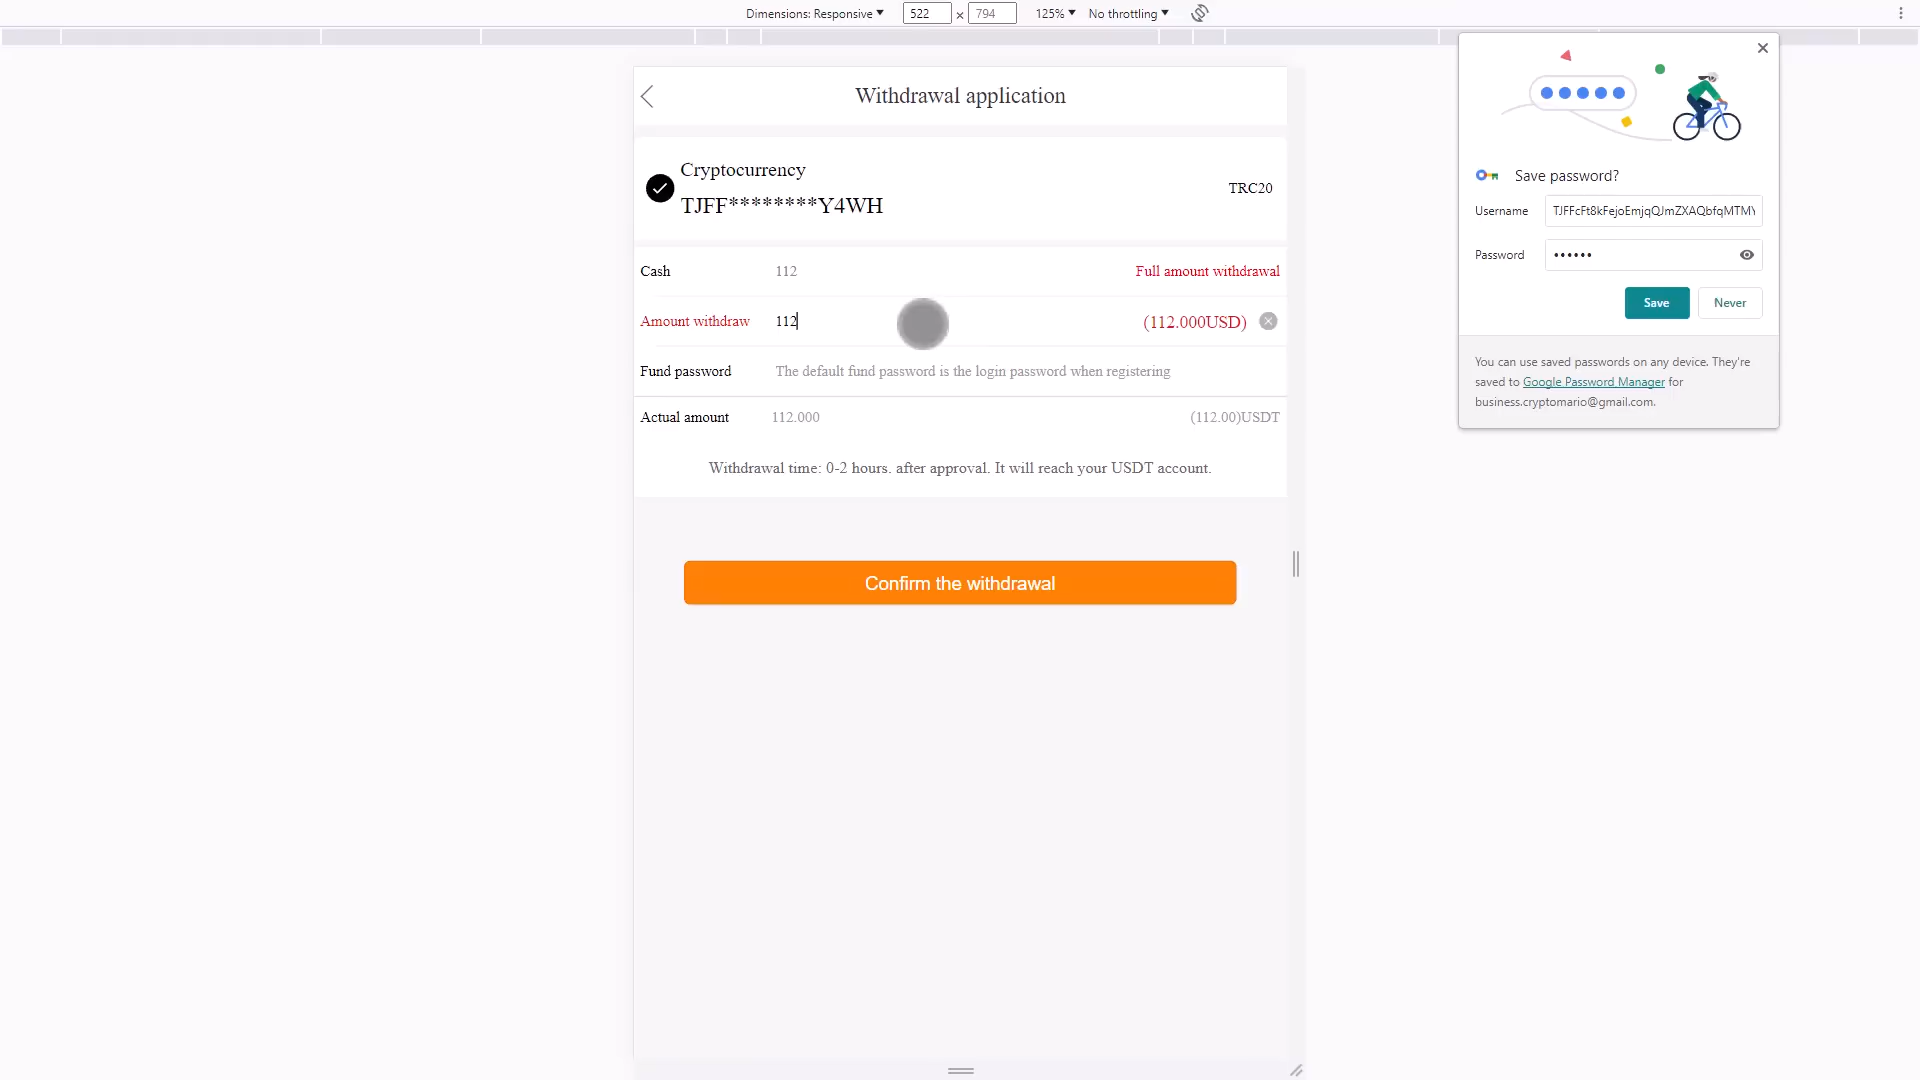 Dimensions: Responsive
522 x 794
125%
No throttling
Withdrawal application
Cryptocurrency
TJFF********Y4WH
TRC20
Cash 112 Full amount withdrawal
Amount withdraw 112 (112.000USD)
Fund password The default fund password is the login password when registering
Actual amount 112.000 (112.00)USDT
Withdrawal time: 0-2 hours. after approval. It will reach your USDT account.
Confirm the withdrawal
Save password?
Username TJFFcFt8kFejoEmjqQJmZXAQbfqMTMY
Password ••••••
Save Never
You can use saved passwords on any device. They're
saved to Google Password Manager for
business.cryptomario@gmail.com.